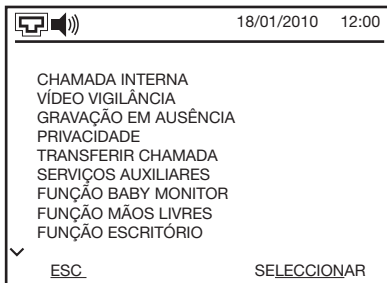 18/01/2010 12:00
CHAMADA INTERNA
VÍDEO VIGILÂNCIA
GRAVAÇÃO EM AUSÊNCIA
PRIVACIDADE
TRANSFERIR CHAMADA
SERVIÇOS AUXILIARES
FUNÇÃO BABY MONITOR
FUNÇÃO MÃOS LIVRES
FUNÇÃO ESCRITÓRIO
ESC SELECCIONAR